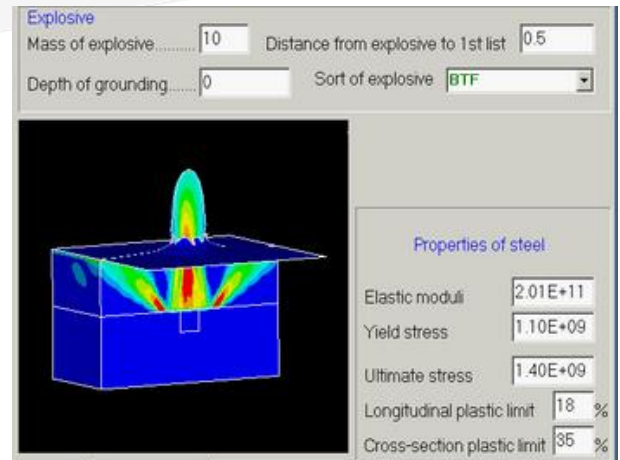 Explosive
Mass of explosive.......... 10 Distance from explosive to 1st list 0.5
Depth of grounding....... 0 Sort of explosive BTF
Properties of steel
Elastic moduli 2.01E+11
Yield stress 1.10E+09
Ultimate stress 1.40E+09
Longitudinal plastic limit 18 %
Cross-section plastic limit 35 %